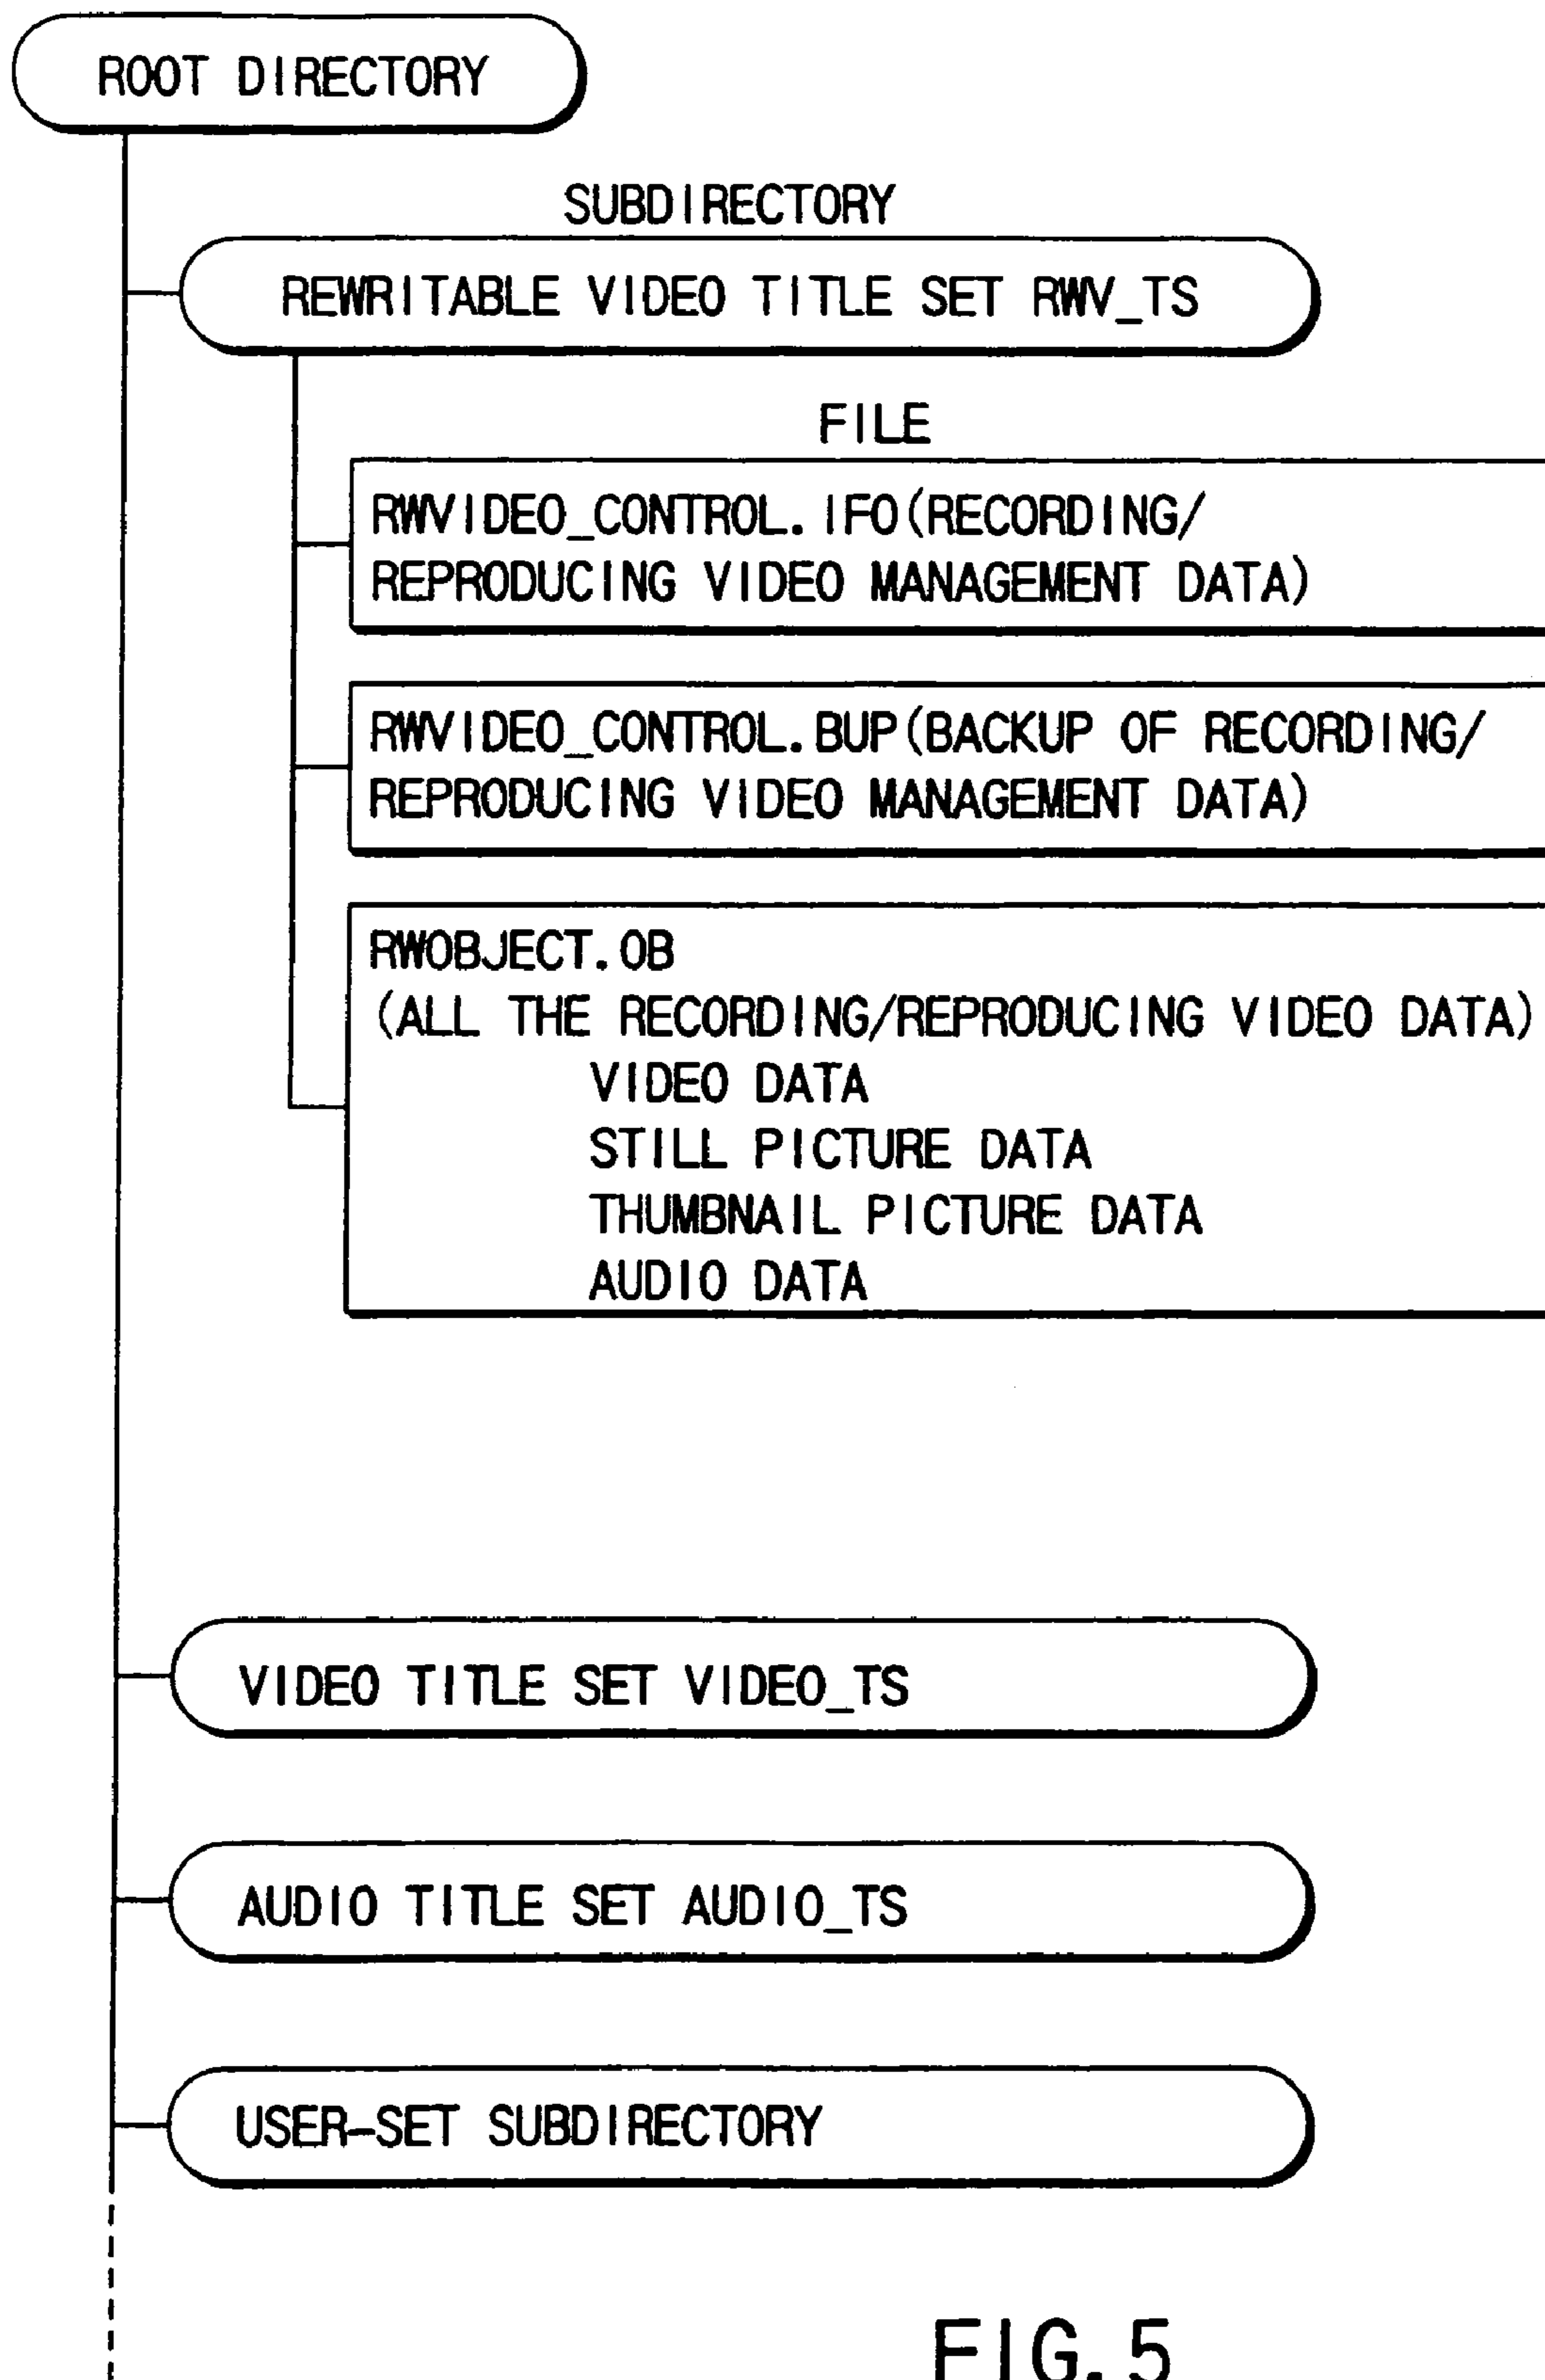 ROOT DIRECTORY
SUBDIRECTORY
REWRITABLE VIDEO TITLE SET RWV_TS
FILE
RWVIDEO_CONTROL.IFO(RECORDING/
REPRODUCING VIDEO MANAGEMENT DATA)
RWVIDEO_CONTROL.BUP(BACKUP OF RECORDING/
REPRODUCING VIDEO MANAGEMENT DATA)
RWOBJECT.OB
(ALL THE RECORDING/REPRODUCING VIDEO DATA)
VIDEO DATA
STILL PICTURE DATA
THUMBNAIL PICTURE DATA
AUDIO DATA
VIDEO TITLE SET VIDEO_TS
AUDIO TITLE SET AUDIO_TS
USER-SET SUBDIRECTORY
FIG.5